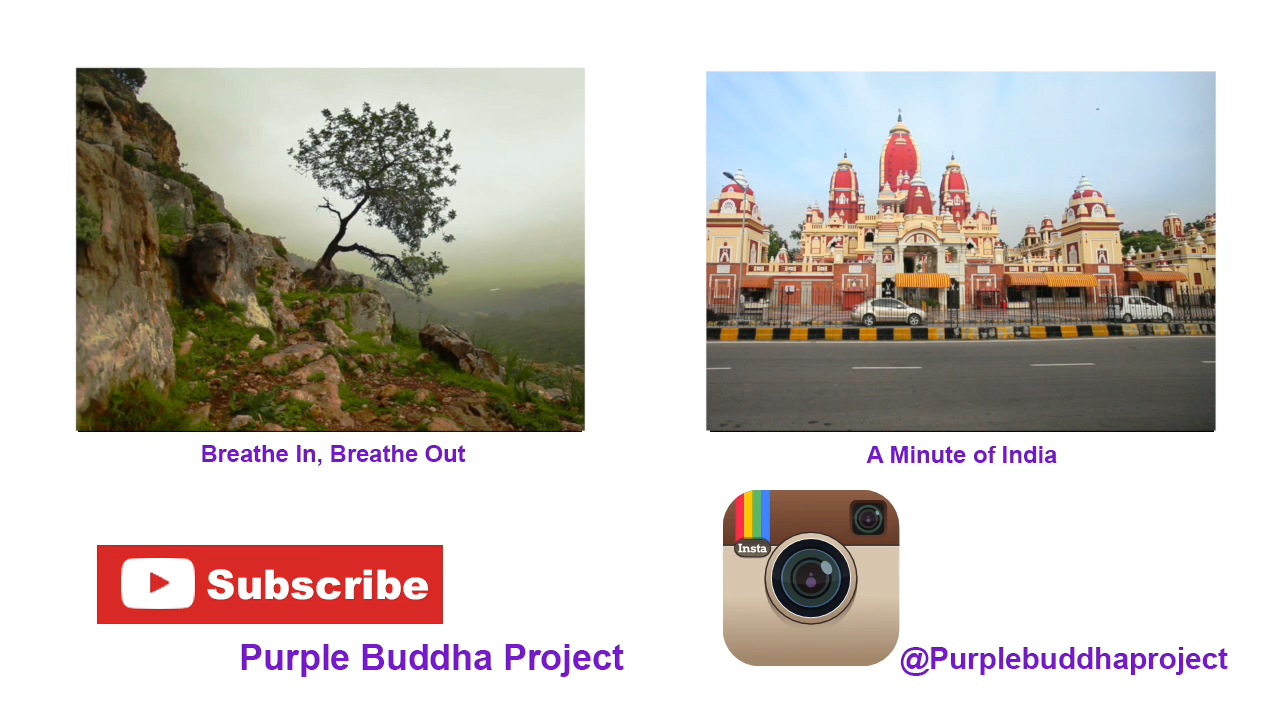 Breathe In, Breathe Out
A Minute of India
Subscribe
Insta
Purple Buddha Project
@Purplebuddhaproject